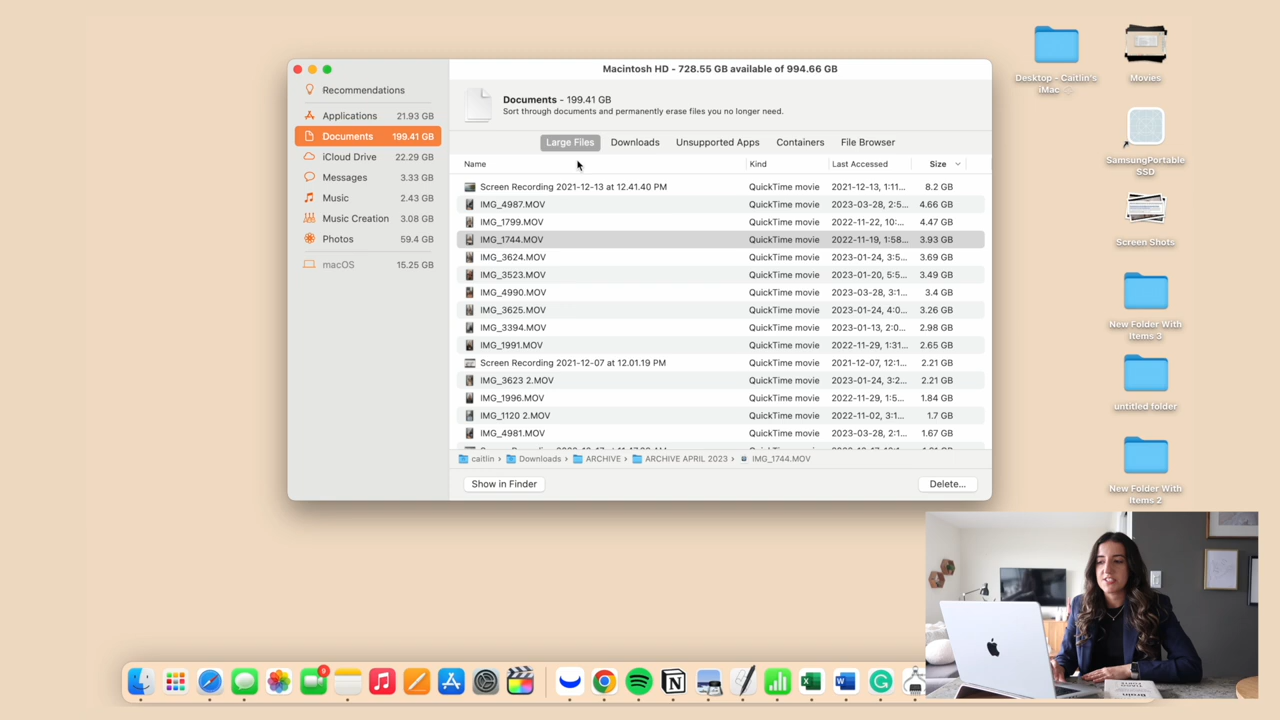 Macintosh HD - 728.55 GB available of 994.66 GB
Recommendations
Applications 21.93 GB
Documents 199.41 GB
iCloud Drive 22.29 GB
Messages 3.33 GB
Music 2.43 GB
Music Creation 3.08 GB
Photos 59.4 GB
macOS 15.25 GB
Documents - 199.41 GB
Sort through documents and permanently erase files you no longer need.
Large Files Downloads Unsupported Apps Containers File Browser
Name Kind Last Accessed Size
Screen Recording 2021-12-13 at 12.41.40 PM QuickTime movie 2021-12-13, 1:11... 8.2 GB
IMG_4987.MOV QuickTime movie 2023-03-28, 2:5... 4.66 GB
IMG_1799.MOV QuickTime movie 2022-11-22, 10:... 4.47 GB
IMG_1744.MOV QuickTime movie 2022-11-19, 1:58... 3.93 GB
IMG_3624.MOV QuickTime movie 2023-01-24, 3:5... 3.69 GB
IMG_3523.MOV QuickTime movie 2023-01-20, 5:5... 3.49 GB
IMG_4990.MOV QuickTime movie 2023-03-28, 3:1... 3.4 GB
IMG_3625.MOV QuickTime movie 2023-01-24, 4:0... 3.26 GB
IMG_3394.MOV QuickTime movie 2023-01-13, 2:0... 2.98 GB
IMG_1991.MOV QuickTime movie 2022-11-29, 1:31... 2.65 GB
Screen Recording 2021-12-07 at 12.01.19 PM QuickTime movie 2021-12-07, 12:1... 2.21 GB
IMG_3623 2.MOV QuickTime movie 2023-01-24, 3:2... 2.21 GB
IMG_1996.MOV QuickTime movie 2022-11-29, 1:5... 1.84 GB
IMG_1120 2.MOV QuickTime movie 2022-11-02, 3:1... 1.7 GB
IMG_4981.MOV QuickTime movie 2023-03-28, 2:1... 1.67 GB
caitlin › Downloads › ARCHIVE › ARCHIVE APRIL 2023 › IMG_1744.MOV
Show in Finder Delete...
Desktop - Caitlin's
iMac
Movies
SamsungPortable
SSD
Screen Shots
New Folder With
Items 3
untitled folder
New Folder With
Items 2